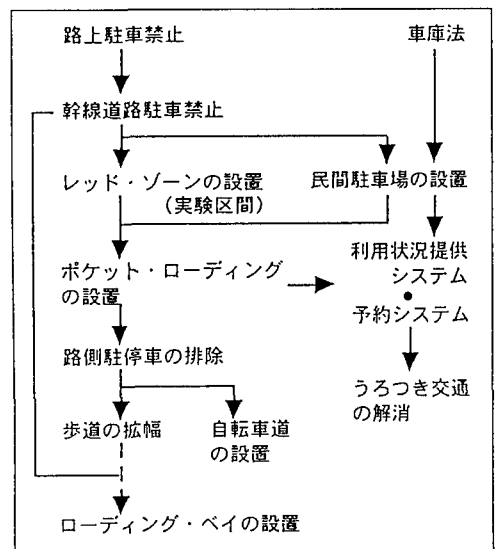 路上駐車禁止
車庫法
幹線道路駐車禁止
レッド・ゾーンの設置
（実験区間）
民間駐車場の設置
ポケット・ローディング
の設置
利用状況提供
システム
・
予約システム
路側駐停車の排除
うろつき交通
の解消
歩道の拡幅
自転車道
の設置
ローディング・ベイの設置